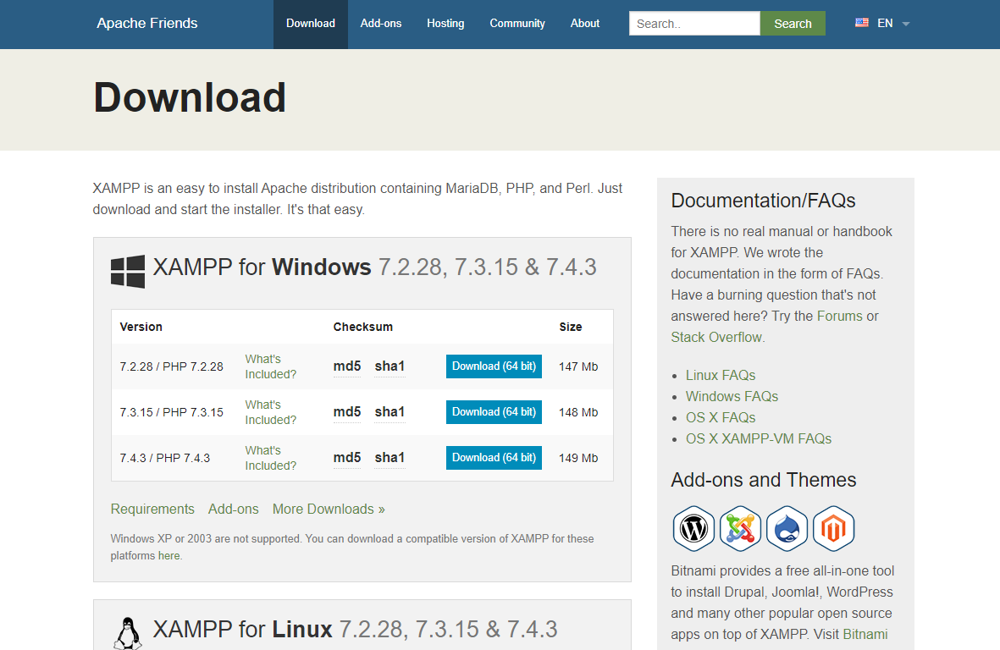 Apache Friends
Download
Add-ons
Hosting
Community
About
Search..
Search
EN
Download
XAMPP is an easy to install Apache distribution containing MariaDB, PHP, and Perl. Just
download and start the installer. It's that easy.
XAMPP for Windows 7.2.28, 7.3.15 & 7.4.3
Version Checksum Size
7.2.28 / PHP 7.2.28 What's Included? md5 sha1 Download (64 bit) 147 Mb
7.3.15 / PHP 7.3.15 What's Included? md5 sha1 Download (64 bit) 148 Mb
7.4.3 / PHP 7.4.3 What's Included? md5 sha1 Download (64 bit) 149 Mb
Requirements Add-ons More Downloads »
Windows XP or 2003 are not supported. You can download a compatible version of XAMPP for these
platforms here.
XAMPP for Linux 7.2.28, 7.3.15 & 7.4.3
Documentation/FAQs
There is no real manual or handbook
for XAMPP. We wrote the
documentation in the form of FAQs.
Have a burning question that's not
answered here? Try the Forums or
Stack Overflow.
• Linux FAQs
• Windows FAQs
• OS X FAQs
• OS X XAMPP-VM FAQs
Add-ons and Themes
Bitnami provides a free all-in-one tool
to install Drupal, Joomla!, WordPress
and many other popular open source
apps on top of XAMPP. Visit Bitnami